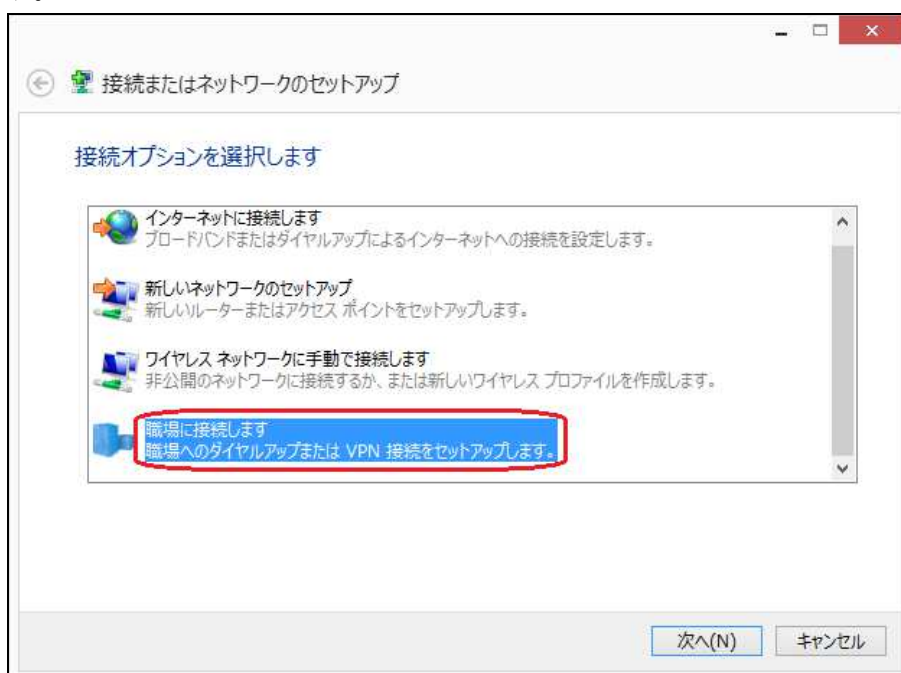 接続またはネットワークのセットアップ
接続オプションを選択します
インターネットに接続します
ブロードバンドまたはダイヤルアップによるインターネットへの接続を設定します。
新しいネットワークのセットアップ
新しいルーターまたはアクセス ポイントをセットアップします。
ワイヤレス ネットワークに手動で接続します
非公開のネットワークに接続するか、または新しいワイヤレス プロファイルを作成します。
職場に接続します
職場へのダイヤルアップまたは VPN 接続をセットアップします。
次へ(N)
キャンセル